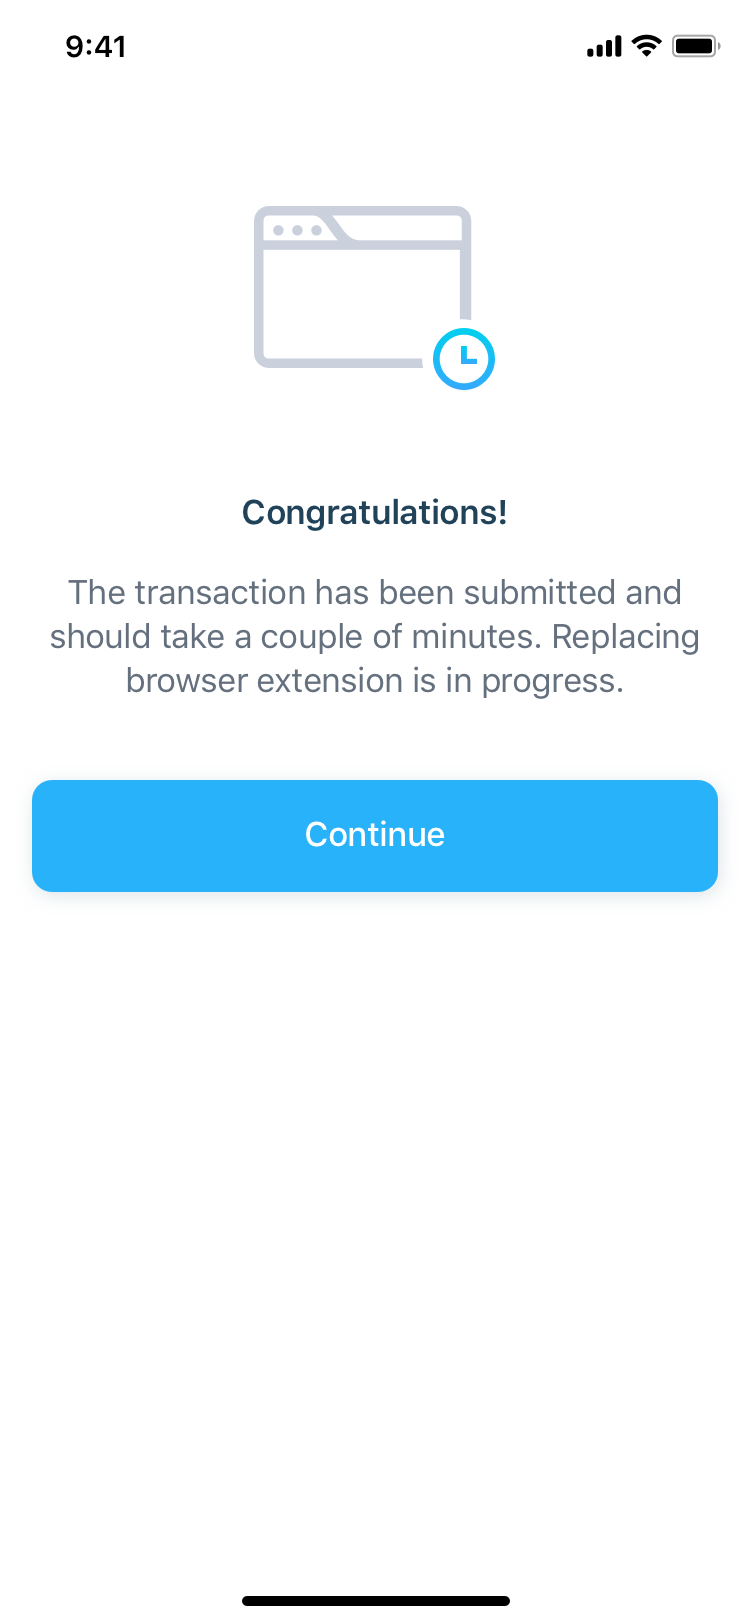 9:41
Congratulations!
The transaction has been submitted and
should take a couple of minutes. Replacing
browser extension is in progress.
Continue